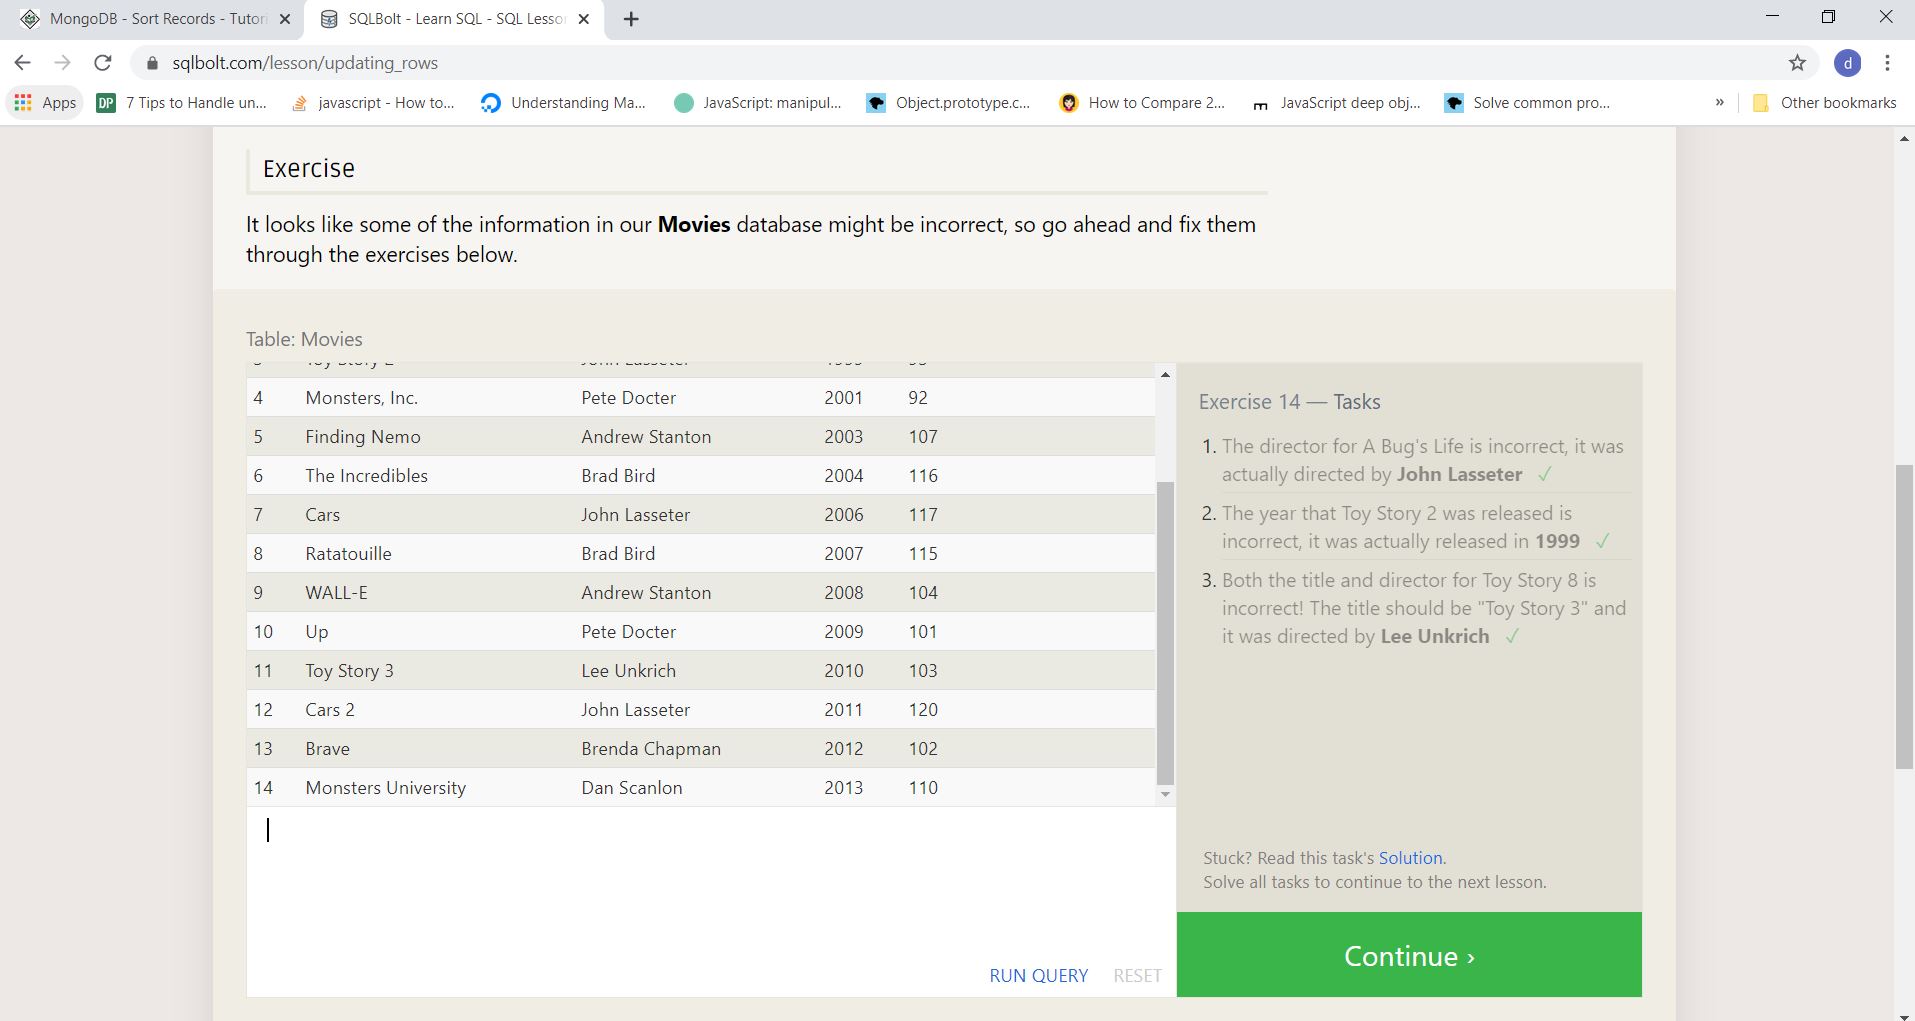 MongoDB - Sort Records - Tutori
SQLBolt - Learn SQL - SQL Lesso
sqlbolt.com/lesson/updating_rows
d
Apps
DP 7 Tips to Handle un...
javascript - How to...
Understanding Ma...
JavaScript: manipul...
Object.prototype.c...
How to Compare 2...
m JavaScript deep obj...
Solve common pro...
»
Other bookmarks
Exercise
It looks like some of the information in our Movies database might be incorrect, so go ahead and fix them
through the exercises below.
Table: Movies
3 Toy Story 2 John Lasseter 1999 93
4 Monsters, Inc. Pete Docter 2001 92
5 Finding Nemo Andrew Stanton 2003 107
6 The Incredibles Brad Bird 2004 116
7 Cars John Lasseter 2006 117
8 Ratatouille Brad Bird 2007 115
9 WALL-E Andrew Stanton 2008 104
10 Up Pete Docter 2009 101
11 Toy Story 3 Lee Unkrich 2010 103
12 Cars 2 John Lasseter 2011 120
13 Brave Brenda Chapman 2012 102
14 Monsters University Dan Scanlon 2013 110
RUN QUERY RESET
Exercise 14 — Tasks
1. The director for A Bug's Life is incorrect, it was
actually directed by John Lasseter ✓
2. The year that Toy Story 2 was released is
incorrect, it was actually released in 1999 ✓
3. Both the title and director for Toy Story 8 is
incorrect! The title should be "Toy Story 3" and
it was directed by Lee Unkrich ✓
Stuck? Read this task's Solution.
Solve all tasks to continue to the next lesson.
Continue ›